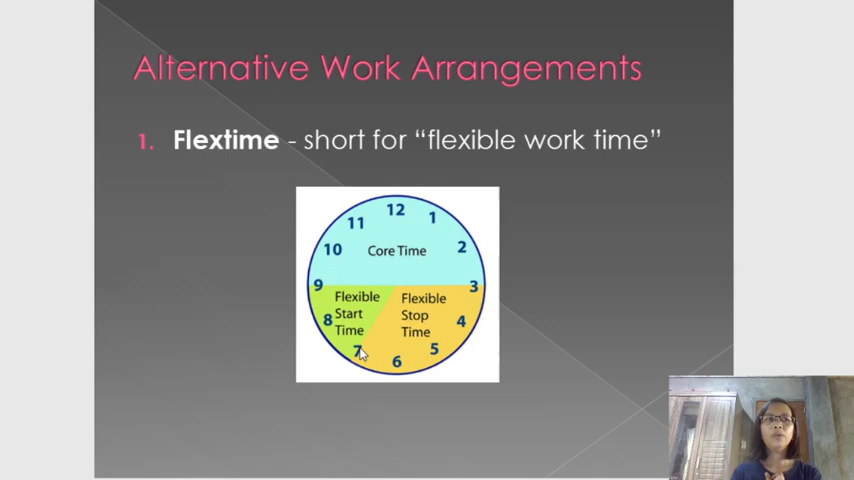 Alternative Work Arrangements
1. Flextime - short for “flexible work time”
12
11
1
10
Core Time
2
9
3
Flexible
Start
Time
Flexible
Stop
Time
8
4
7
5
6